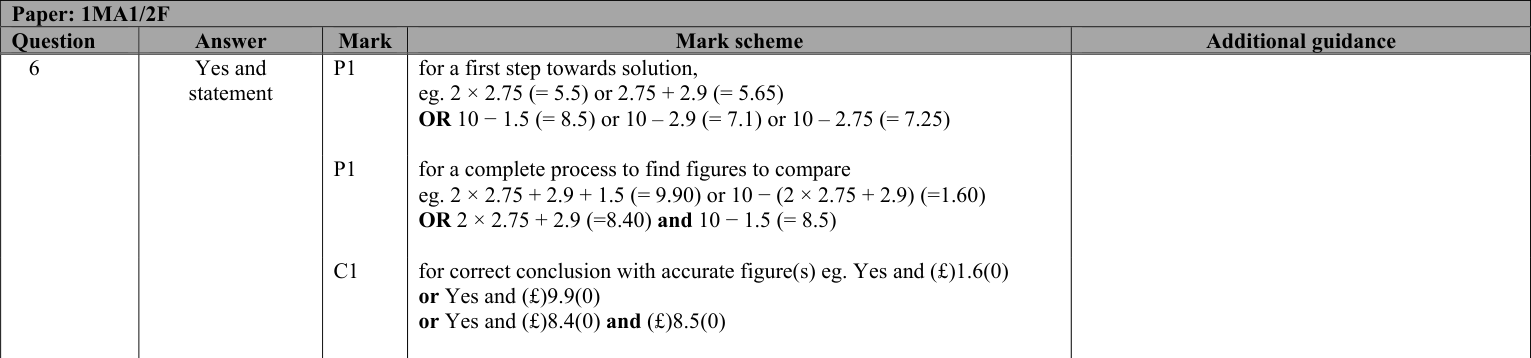 Paper: 1MA1/2F
Question Answer Mark Mark scheme Additional guidance
6 Yes and P1 for a first step towards solution,
statement eg. 2 × 2.75 (= 5.5) or 2.75 + 2.9 (= 5.65)
OR 10 − 1.5 (= 8.5) or 10 – 2.9 (= 7.1) or 10 – 2.75 (= 7.25)
P1 for a complete process to find figures to compare
eg. 2 × 2.75 + 2.9 + 1.5 (= 9.90) or 10 − (2 × 2.75 + 2.9) (=1.60)
OR 2 × 2.75 + 2.9 (=8.40) and 10 − 1.5 (= 8.5)
C1 for correct conclusion with accurate figure(s) eg. Yes and (£)1.6(0)
or Yes and (£)9.9(0)
or Yes and (£)8.4(0) and (£)8.5(0)